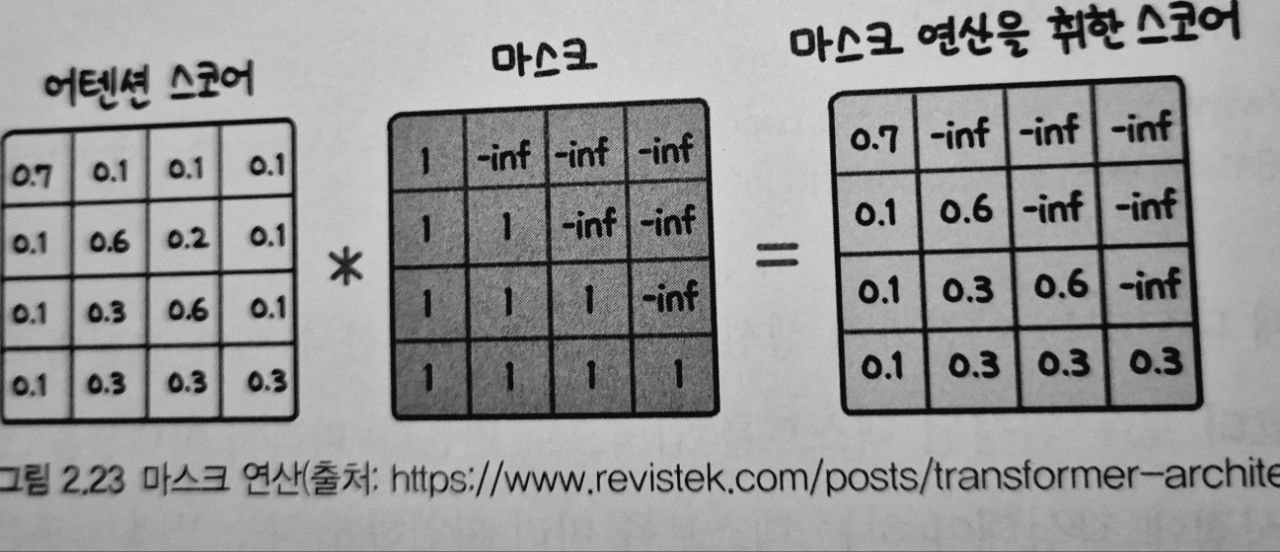 어텐션 스코어
마스크
마스크 연산을 취한 스코어
0.7 0.1 0.1 0.1
0.1 0.6 0.2 0.1
0.1 0.3 0.6 0.1
0.1 0.3 0.3 0.3
*
1 -inf -inf -inf
1 1 -inf -inf
1 1 1 -inf
1 1 1 1
=
0.7 -inf -inf -inf
0.1 0.6 -inf -inf
0.1 0.3 0.6 -inf
0.1 0.3 0.3 0.3
그림 2.23 마스크 연산(출처: https://www.revistek.com/posts/transformer-archite